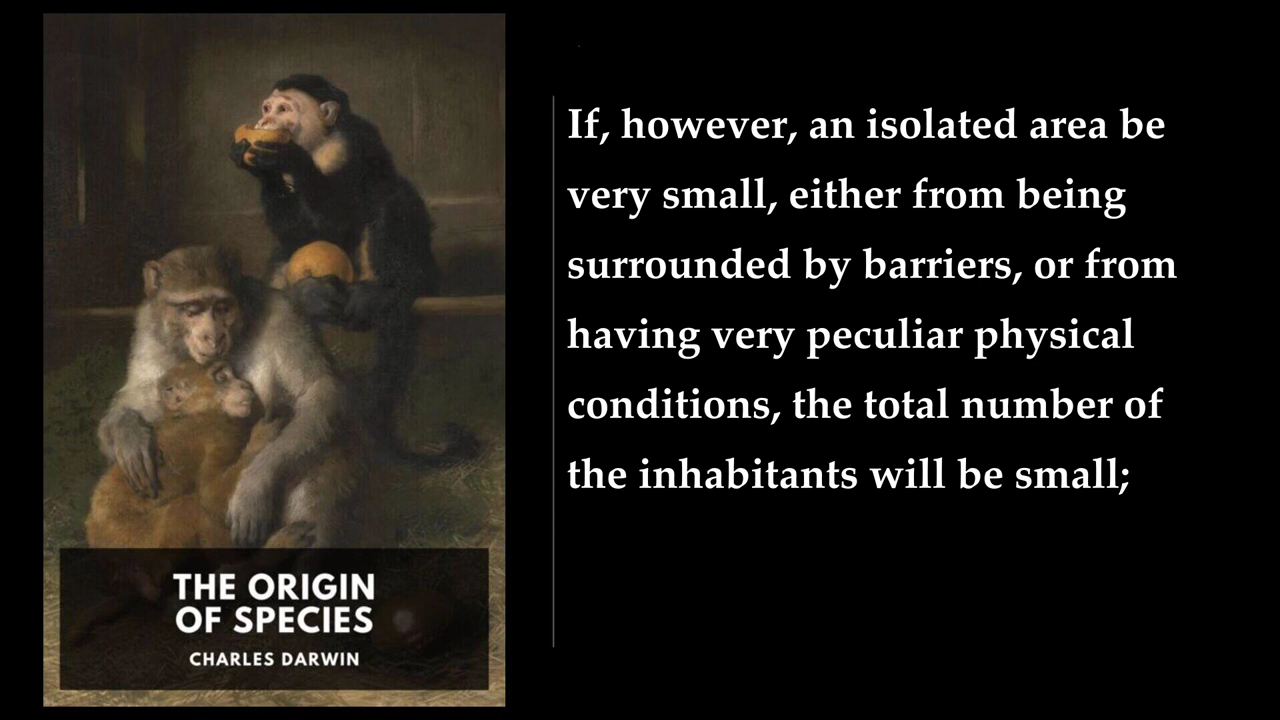 If, however, an isolated area be
very small, either from being
surrounded by barriers, or from
having very peculiar physical
conditions, the total number of
the inhabitants will be small;
THE ORIGIN
OF SPECIES
CHARLES DARWIN